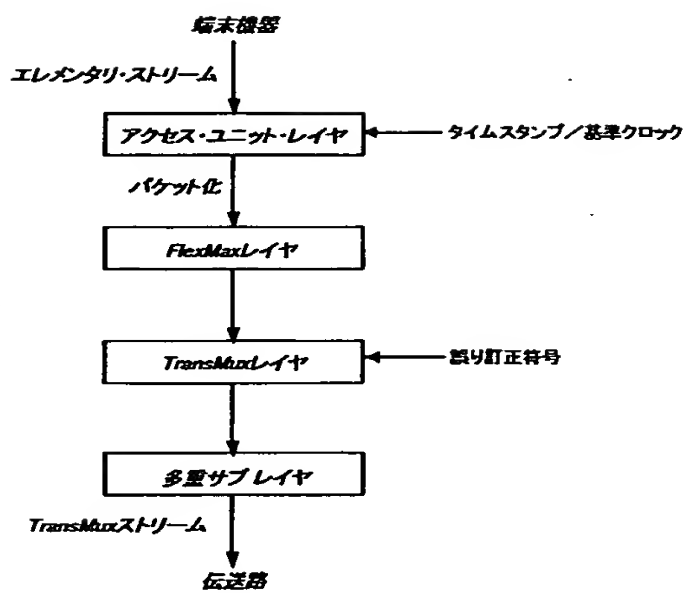 端末機器
エレメンタリ・ストリーム
アクセス・ユニット・レイヤ
タイムスタンプ／基準クロック
パケット化
FlexMaxレイヤ
TransMuxレイヤ
誤り訂正符号
多重サブレイヤ
TransMuxストリーム
伝送路